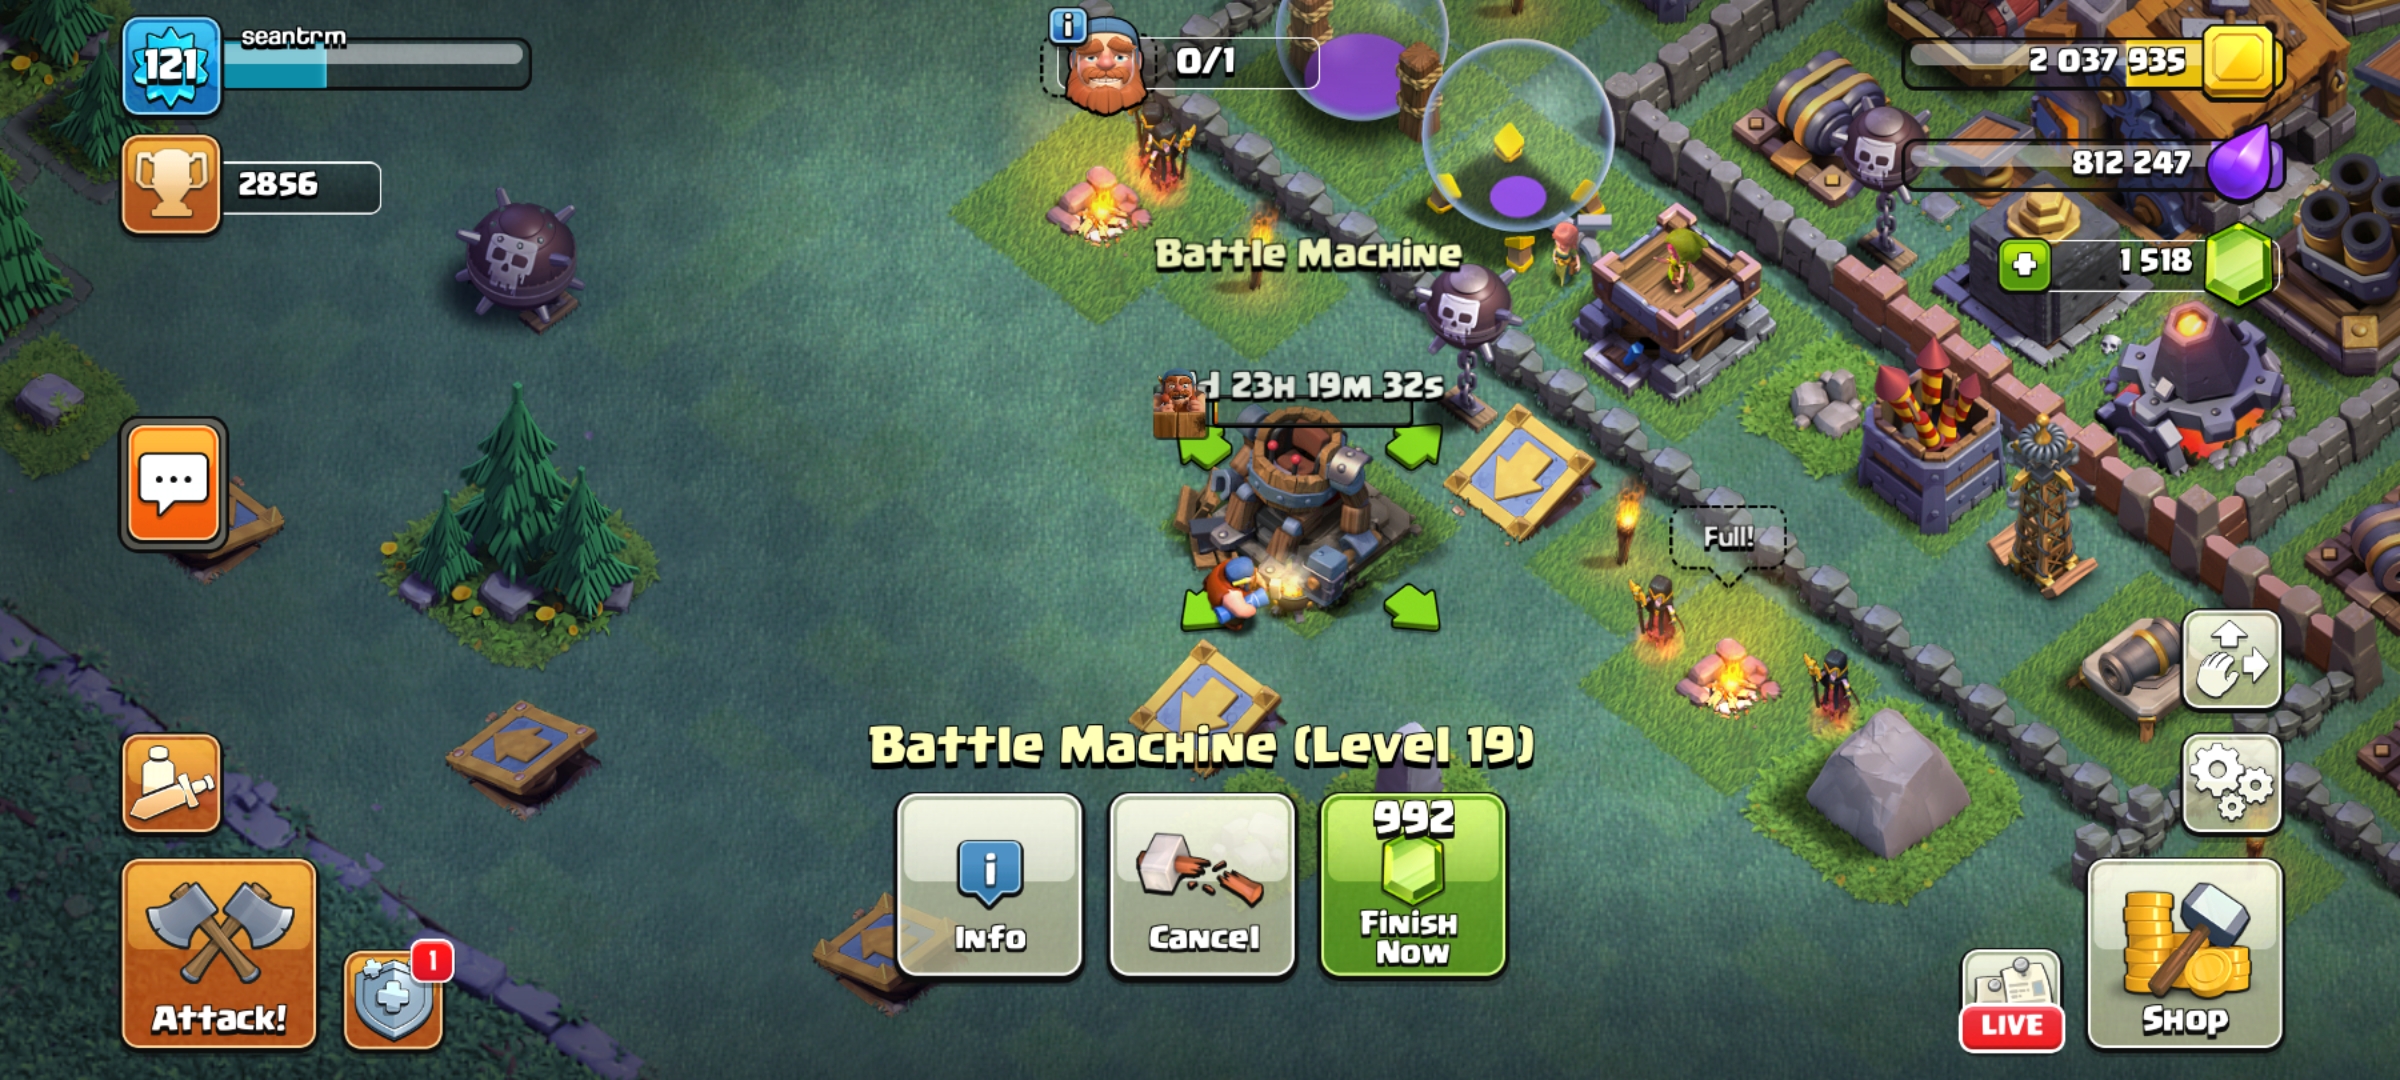 121
seantrm
0/1
2 037 935
812 247
2856
Battle Machine
1 518
23H 19M 32S
Full!
Battle Machine (Level 19)
992
Info
Cancel
Finish
Now
1
Attack!
LIVE
Shop